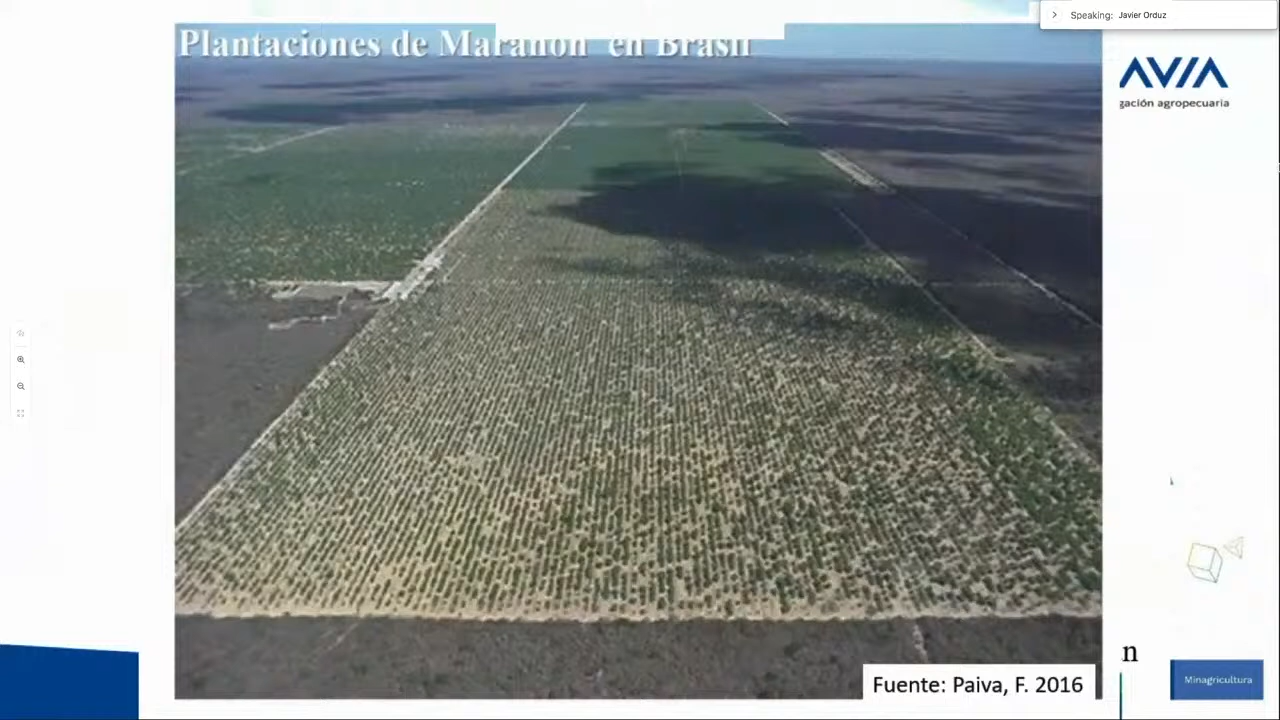 Speaking: Javier Orduz
Plantaciones de Marañon en Brasil
AVIA
gación agropecuaria
n
Fuente: Paiva, F. 2016
Minagricultura